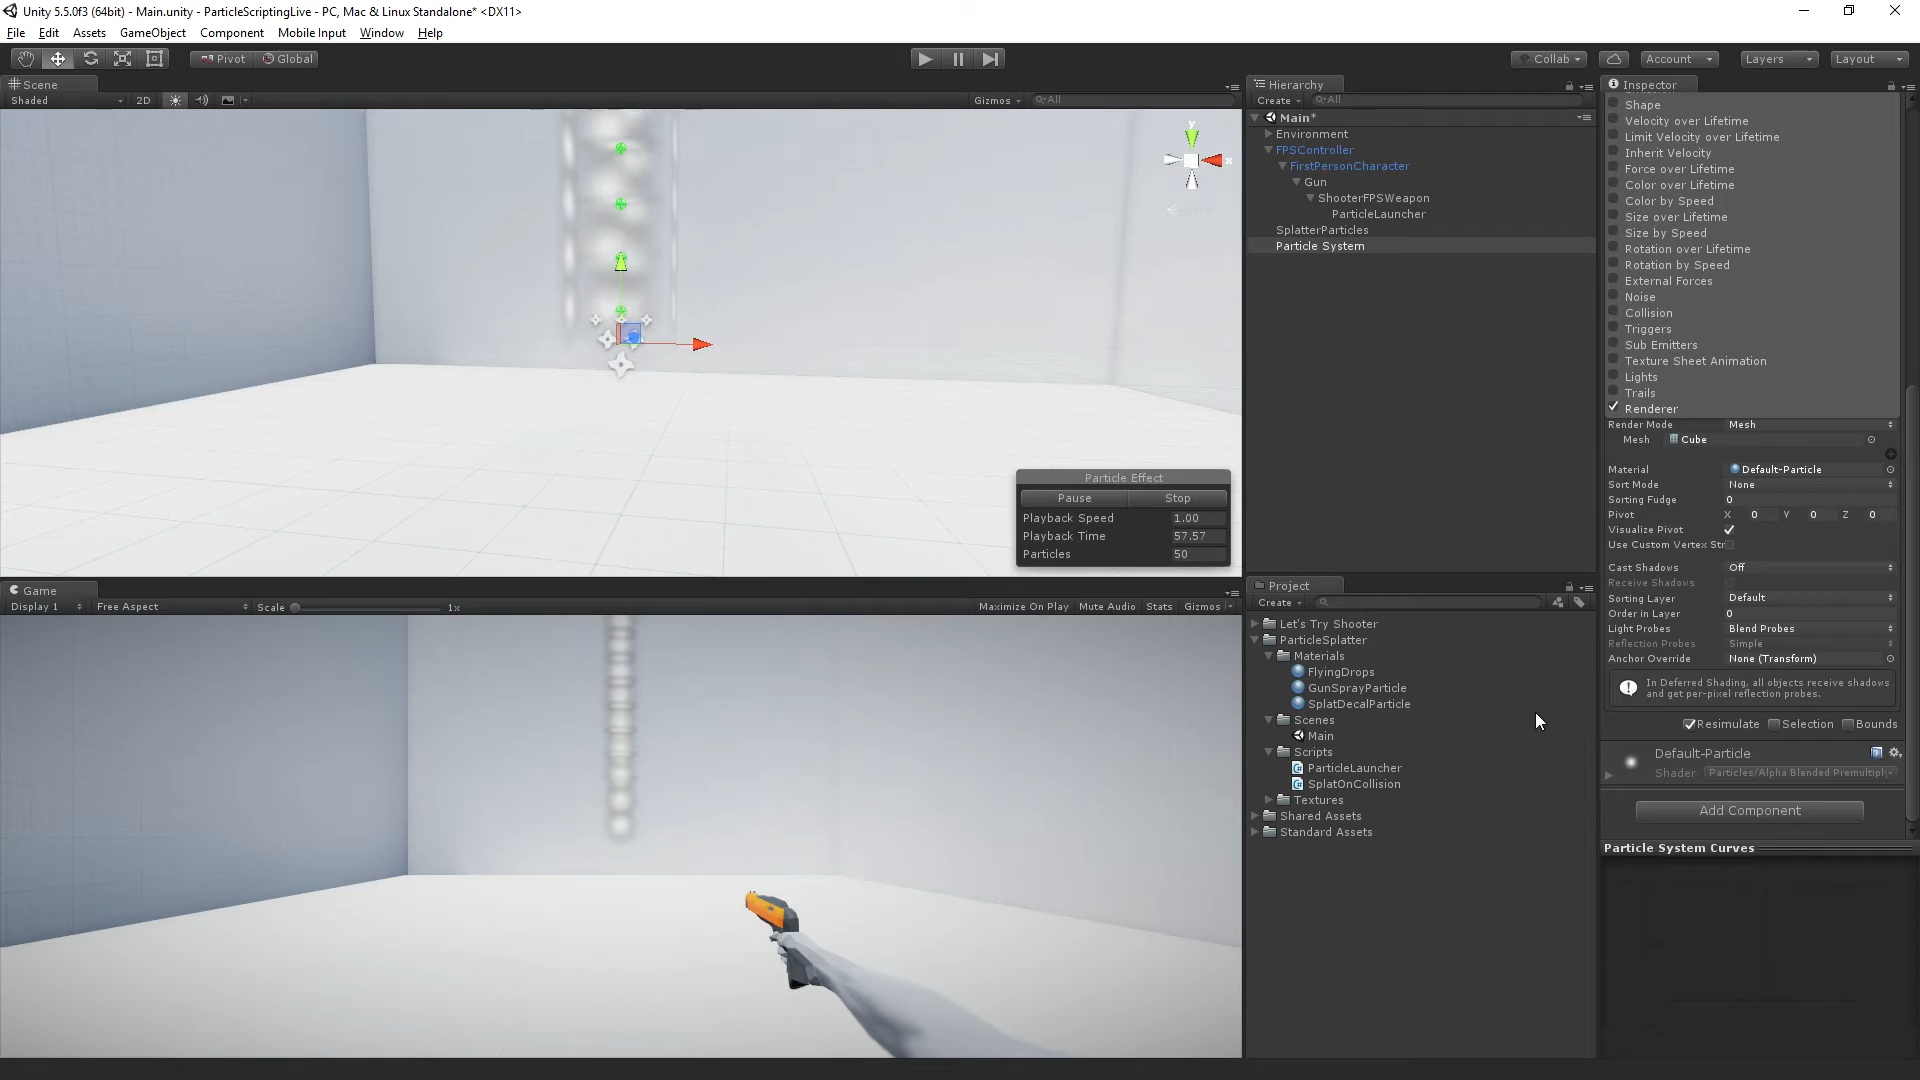 Unity 5.5.0f3 (64bit) - Main.unity - ParticleScriptingLive - PC, Mac & Linux Standalone* <DX11>
File Edit Assets GameObject Component Mobile Input Window Help
Pivot Global Collab Account Layers Layout
Scene
Shaded 2D Gizmos All
y
x
Particle Effect
Pause Stop
Playback Speed 1.00
Playback Time 57.57
Particles 50
Game
Display 1 Free Aspect Scale 1x Maximize On Play Mute Audio Stats Gizmos
Hierarchy
Create All
Main*
Environment
FPSController
FirstPersonCharacter
Gun
ShooterFPSWeapon
ParticleLauncher
SplatterParticles
Particle System
Project
Create
Let's Try Shooter
ParticleSplatter
Materials
FlyingDrops
GunSprayParticle
SplatDecalParticle
Scenes
Main
Scripts
ParticleLauncher
SplatOnCollision
Textures
Shared Assets
Standard Assets
Inspector
Shape
Velocity over Lifetime
Limit Velocity over Lifetime
Inherit Velocity
Force over Lifetime
Color over Lifetime
Color by Speed
Size over Lifetime
Size by Speed
Rotation over Lifetime
Rotation by Speed
External Forces
Noise
Collision
Triggers
Sub Emitters
Texture Sheet Animation
Lights
Trails
Renderer
Render Mode Mesh
Mesh Cube
Material Default-Particle
Sort Mode None
Sorting Fudge 0
Pivot X 0 Y 0 Z 0
Visualize Pivot
Use Custom Vertex Str
Cast Shadows Off
Receive Shadows
Sorting Layer Default
Order in Layer 0
Light Probes Blend Probes
Reflection Probes Simple
Anchor Override None (Transform)
In Deferred Shading, all objects receive shadows
and get per-pixel reflection probes.
Resimulate Selection Bounds
Default-Particle
Shader Particles/Alpha Blended Premultiply
Add Component
Particle System Curves